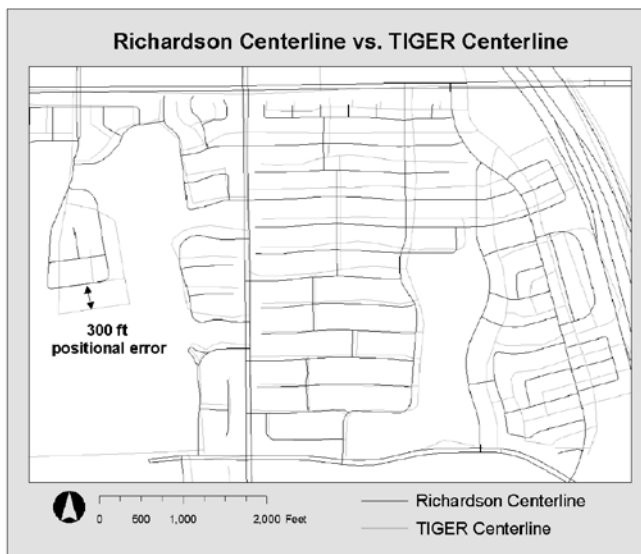 Richardson Centerline vs. TIGER Centerline
300 ft
positional error
0 500 1,000 2,000 Feet
Richardson Centerline
TIGER Centerline